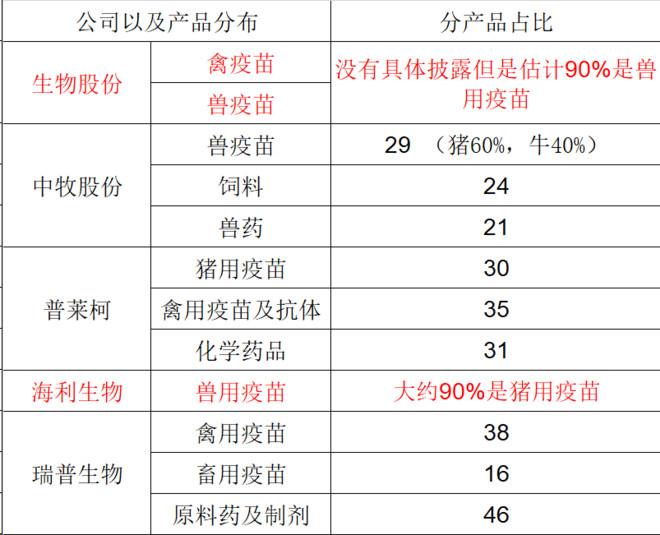 公司以及产品分布 分产品占比
生物股份 禽疫苗 没有具体披露但是估计90%是兽
兽疫苗 用疫苗
中牧股份 兽疫苗 29 （猪60%，牛40%）
饲料 24
兽药 21
普莱柯 猪用疫苗 30
禽用疫苗及抗体 35
化学药品 31
海利生物 兽用疫苗 大约90%是猪用疫苗
瑞普生物 禽用疫苗 38
畜用疫苗 16
原料药及制剂 46